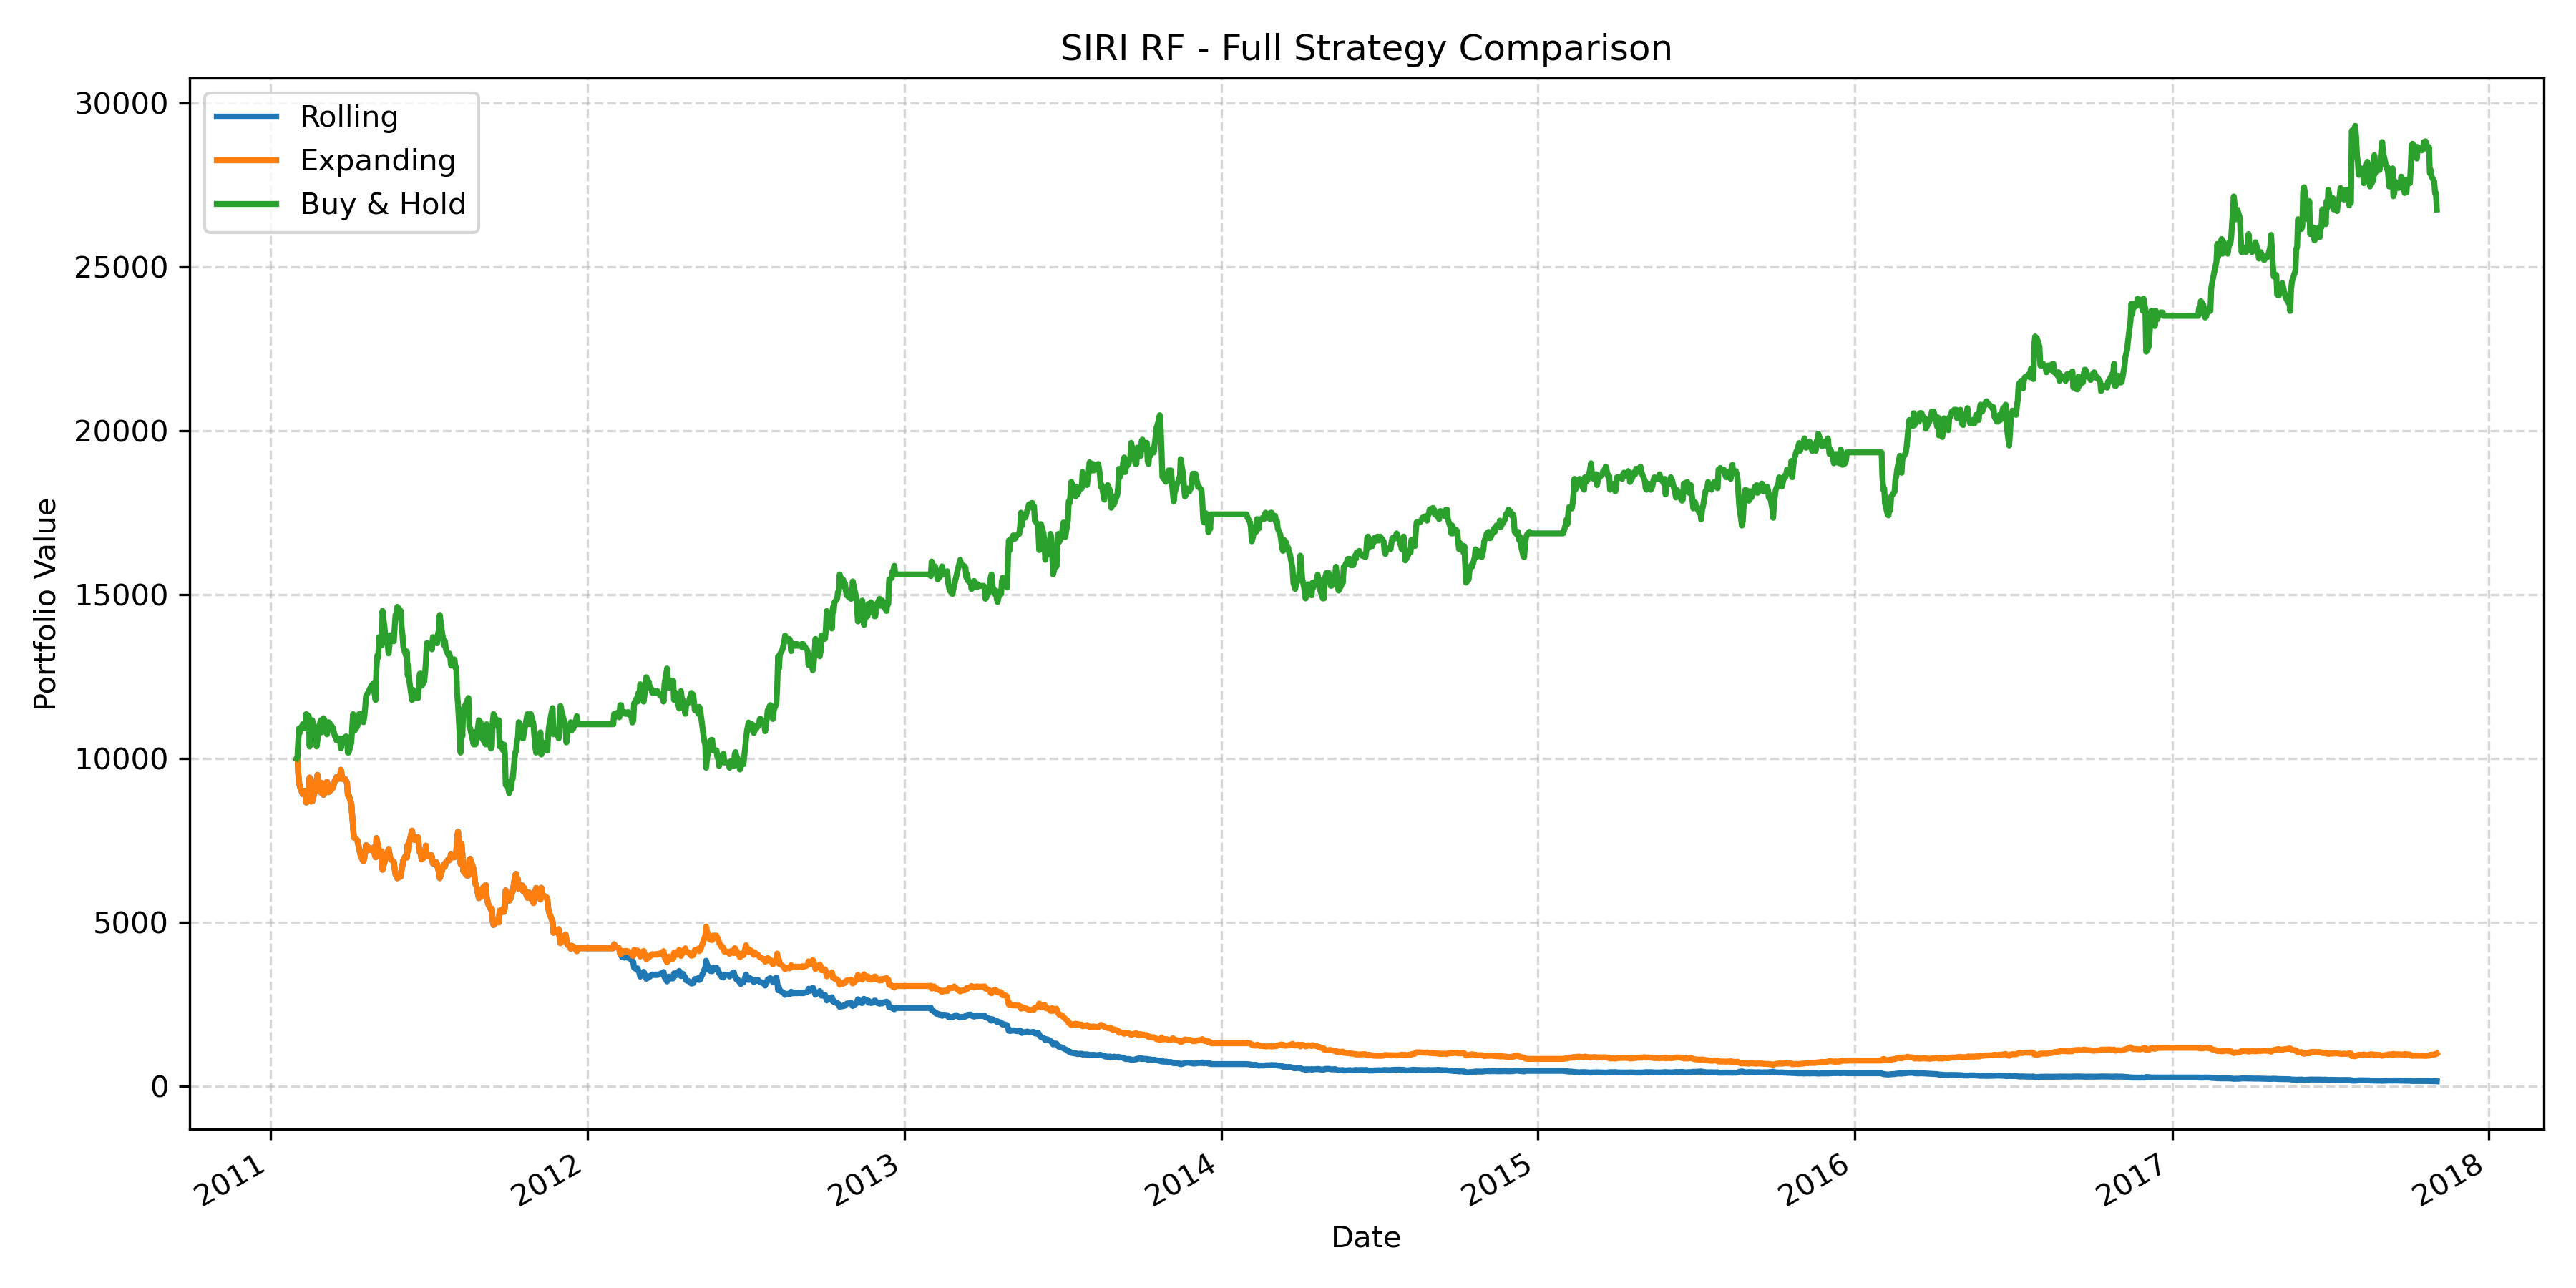 SIRI RF - Full Strategy Comparison
Rolling
Expanding
Buy & Hold
30000
25000
20000
15000
10000
5000
0
Portfolio Value
2011
2012
2013
2014
2015
2016
2017
2018
Date